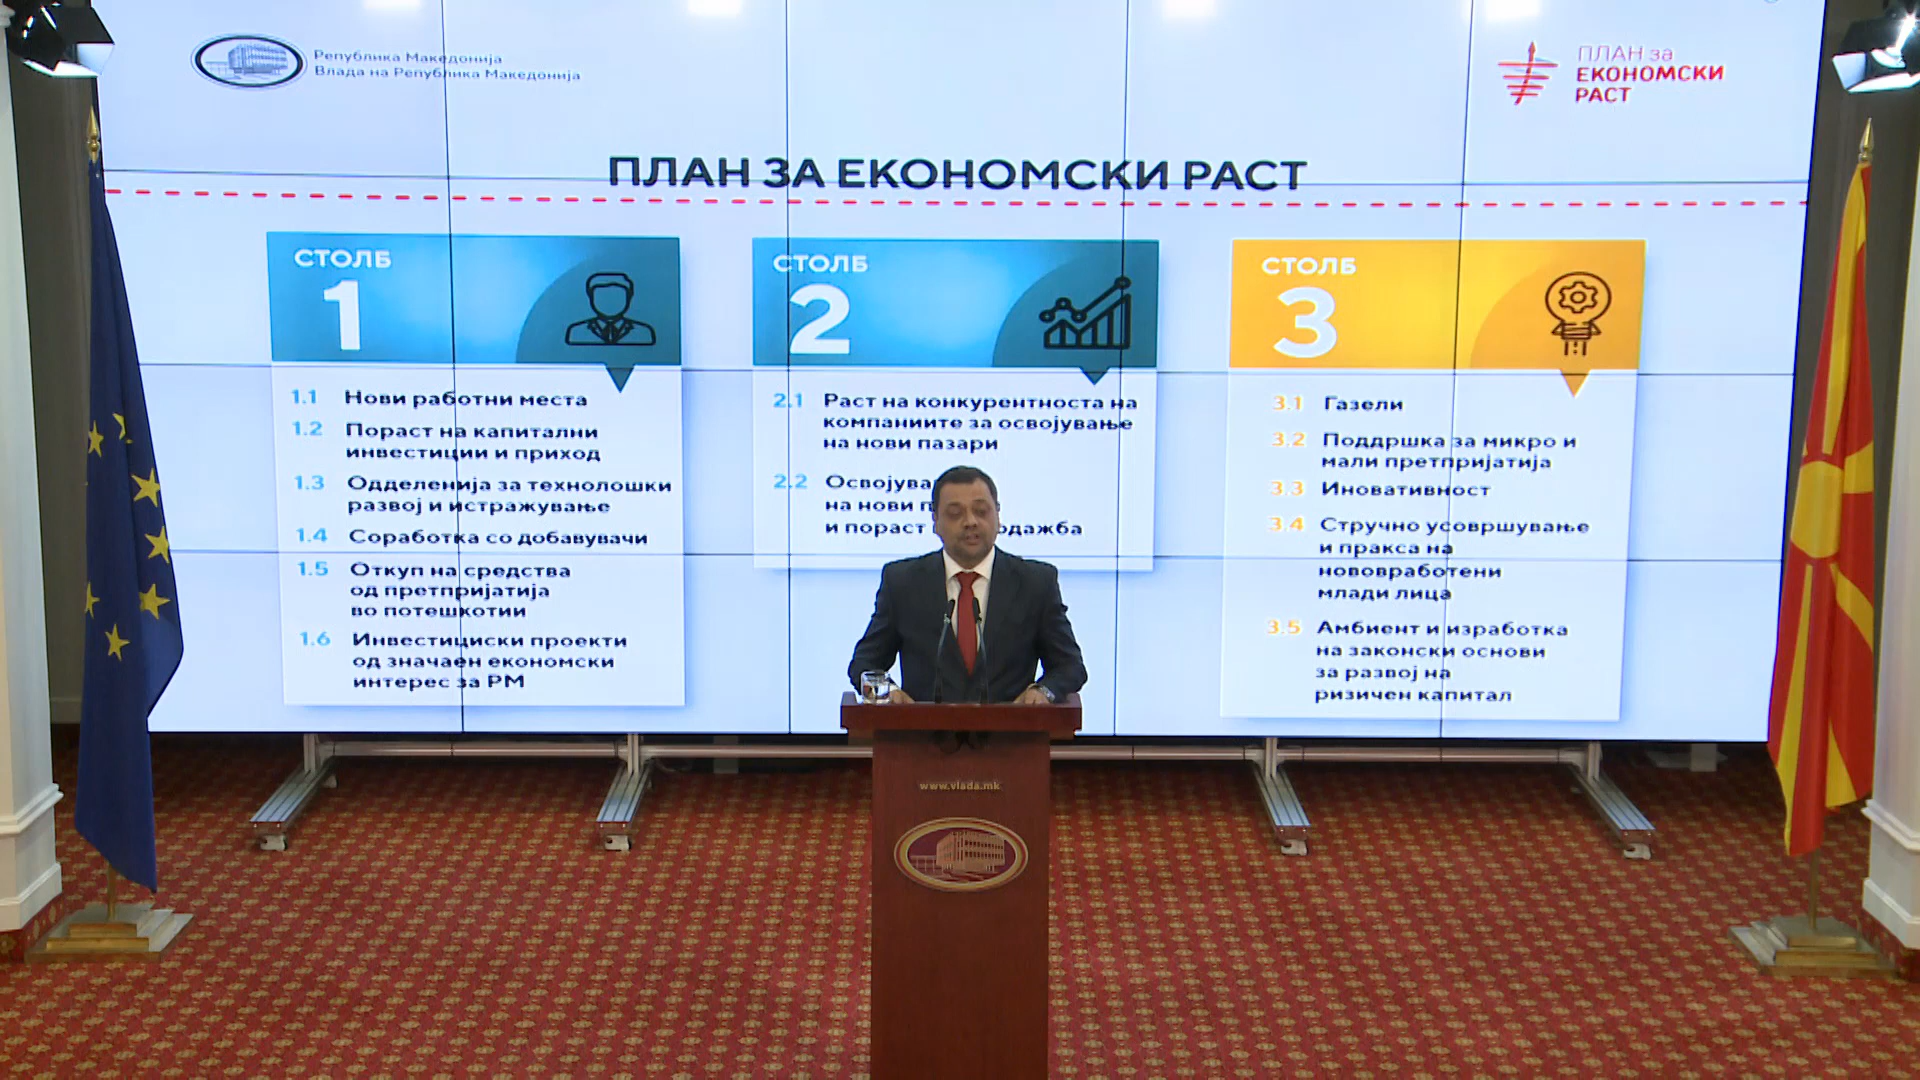 Република Македонија
Влада на Република Македонија
ПЛАН за
ЕКОНОМСКИ
РАСТ
ПЛАН ЗА ЕКОНОМСКИ РАСТ
СТОЛБ
1
1.1 Нови работни места
1.2 Пораст на капитални
инвестиции и приход
1.3 Одделенија за технолошки
развој и истражување
1.4 Соработка со добавувачи
1.5 Откуп на средства
од претпријатија
во потешкотии
1.6 Инвестициски проекти
од значаен економски
интерес за РМ
СТОЛБ
2
2.1 Раст на конкурентноста на
компаниите за освојување
на нови пазари
2.2
на нови
и пораст
СТОЛБ
3
3.1 Газели
3.2 Поддршка за микро и
мали претпријатија
3.3 Иновативност
3.4 Стручно усовршување
и пракса на
нововработени
млади лица
3.5 Амбиент и изработка
на законски основи
за развој на
ризичен капитал
www.vlada.mk